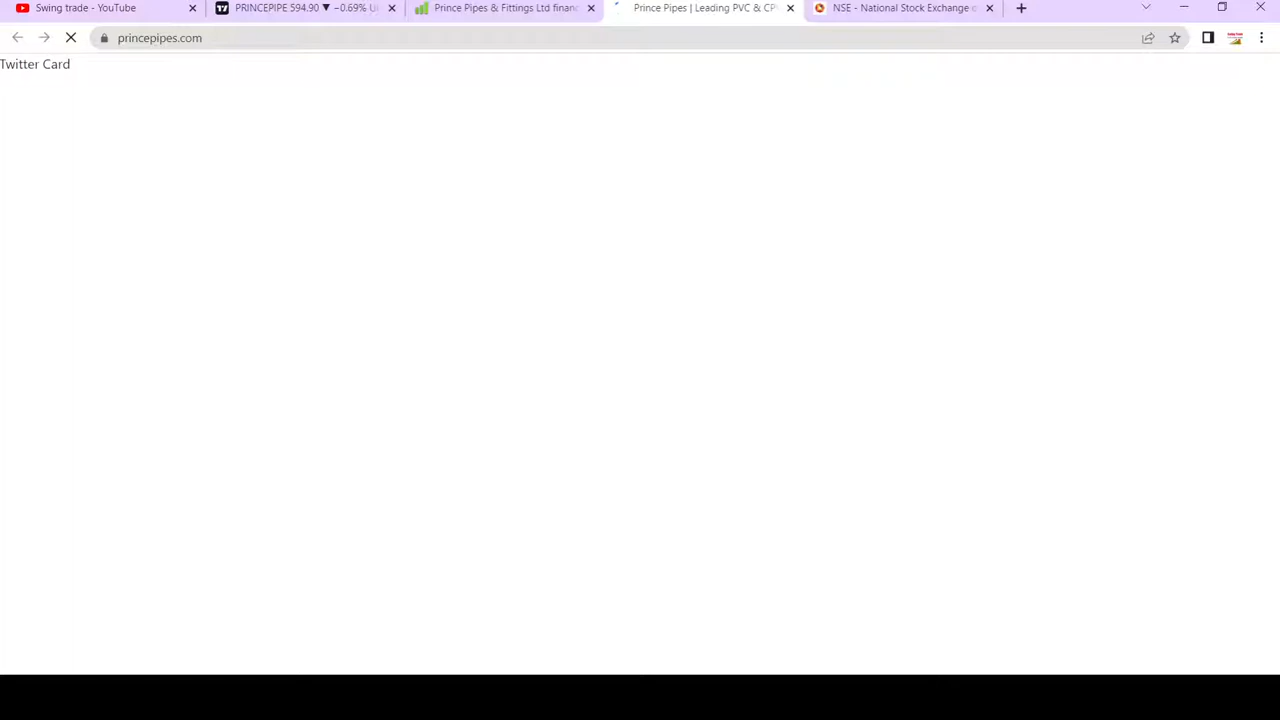 Swing trade - YouTube
PRINCEPIPE 594.90 ▼ −0.69%
Prince Pipes & Fittings Ltd financ
Prince Pipes | Leading PVC & CP
NSE - National Stock Exchange
princepipes.com
Twitter Card